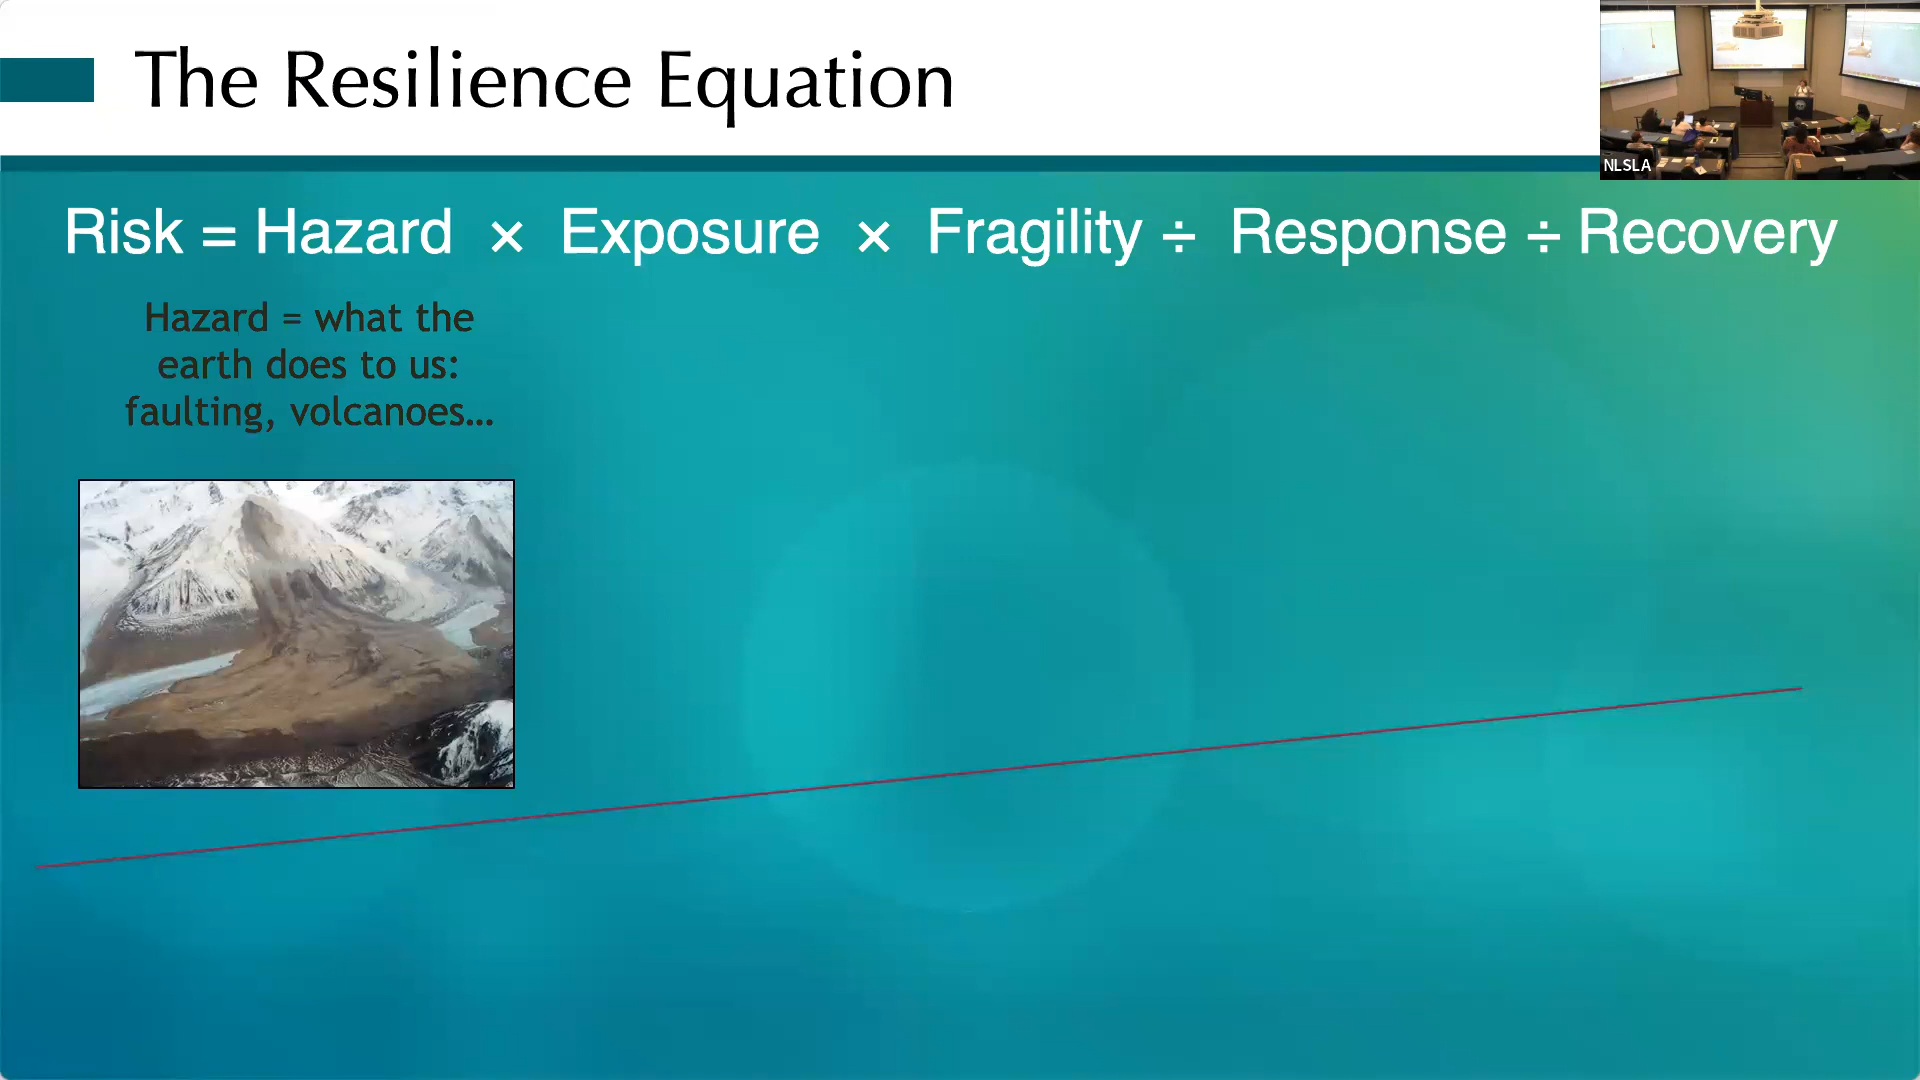 The Resilience Equation
NLSLA
Risk = Hazard × Exposure × Fragility ÷ Response ÷ Recovery
Hazard = what the
earth does to us:
faulting, volcanoes...